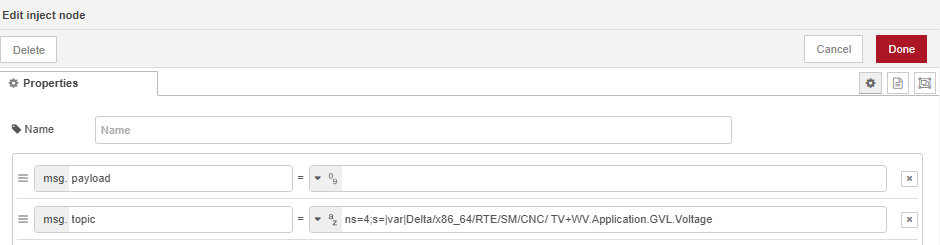 Edit inject node
Delete
Cancel
Done
Properties
Name
Name
msg. payload = 0 9
msg. topic = a z ns=4;s=|var|Delta/x86_64/RTE/SM/CNC/ TV+WV.Application.GVL.Voltage